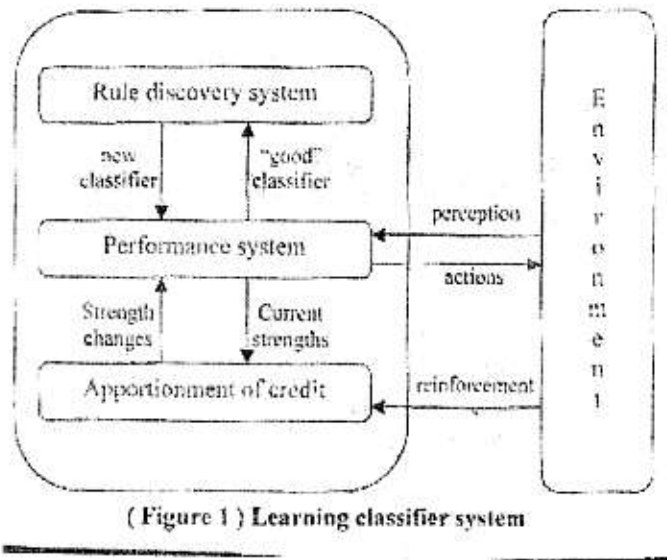 Rule discovery system
new
classifier
"good"
classifier
Performance system
perception
actions
Strength
changes
Current
strengths
Apportionment of credit
reinforcement
Environment
( Figure 1 ) Learning classifier system